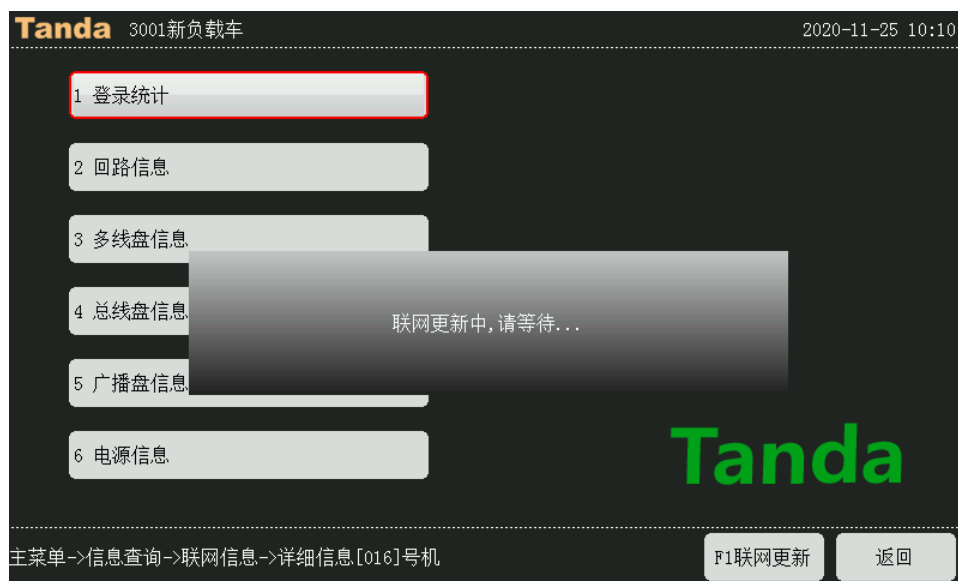 Tanda 3001新负载车 2020-11-25 10:10
1 登录统计
2 回路信息
3 多线盘信息
4 总线盘信息
联网更新中,请等待...
5 广播盘信息
6 电源信息
Tanda
主菜单->信息查询->联网信息->详细信息[016]号机 F1联网更新 返回